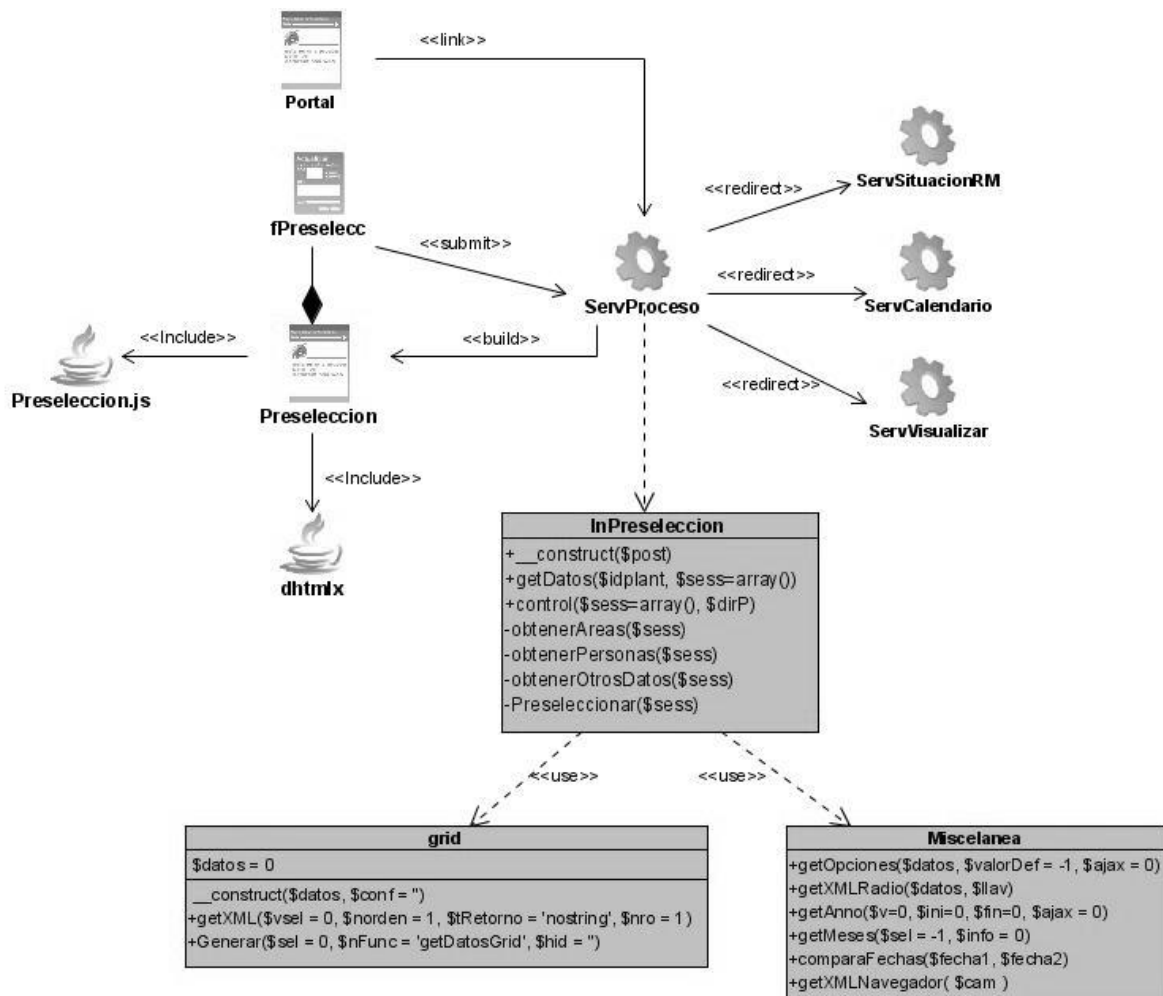 <<link>>
Portal
ServSituacionRM
<<redirect>>
fPreselecc
<<submit>>
ServProceso
<<redirect>>
ServCalendario
<<Include>>
<<build>>
<<redirect>>
Preseleccion.js
Preseleccion
ServVisualizar
<<Include>>
dhtmlx
InPreseleccion
+__construct($post)
+getDatos($idplant, $sess=array())
+control($sess=array(), $dirP)
-obtenerAreas($sess)
-obtenerPersonas($sess)
-obtenerOtrosDatos($sess)
-Preseleccionar($sess)
<<use>>
<<use>>
grid
$datos = 0
__construct($datos, $conf = '')
+getXML($vsel = 0, $norden = 1, $tRetorno = 'nostring', $nro = 1 )
+Generar($sel = 0, $nFunc = 'getDatosGrid', $hid = '')
Miscelanea
+getOpciones($datos, $valorDef = -1, $ajax = 0)
+getXMLRadio($datos, $llav)
+getAnno($v=0, $ini=0, $fin=0, $ajax = 0)
+getMeses($sel = -1, $info = 0)
+comparaFechas($fecha1, $fecha2)
+getXMLNavegador( $cam )